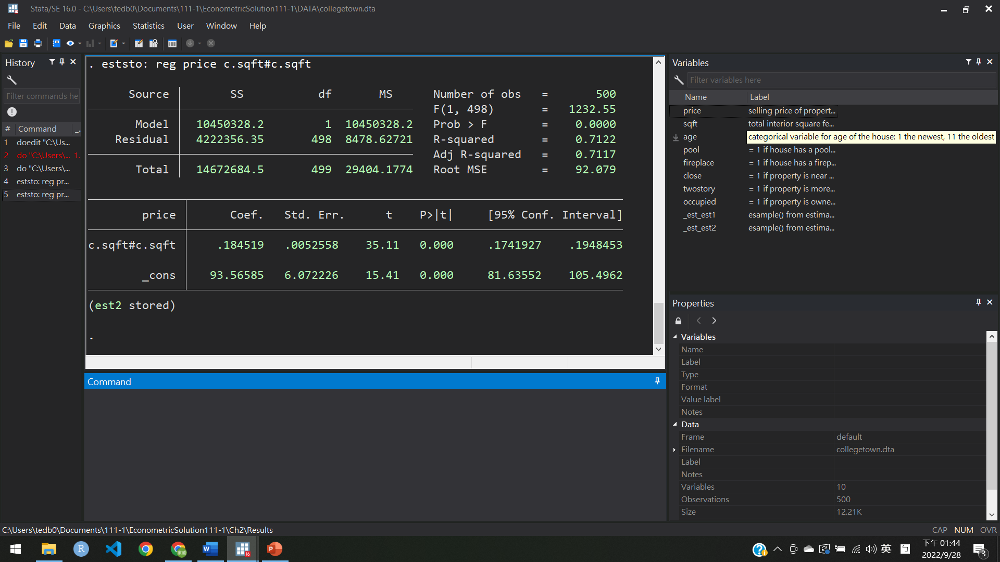 Stata/SE 16.0 - C:\Users\tedb0\Documents\111-1\EconometricSolution111-1\DATA\collegetown.dta
File Edit Data Graphics Statistics User Window Help
History
Filter commands he
# Command _..
1 doedit "C:\Us...
2 do "C:\Users\... 1.
3 do "C:\Users\...
4 eststo: reg pr...
5 eststo: reg pr...
. eststo: reg price c.sqft#c.sqft
Source SS df MS Number of obs = 500
F(1, 498) = 1232.55
Model 10450328.2 1 10450328.2 Prob > F = 0.0000
Residual 4222356.35 498 8478.62721 R-squared = 0.7122
Adj R-squared = 0.7117
Total 14672684.5 499 29404.1774 Root MSE = 92.079
price Coef. Std. Err. t P>|t| [95% Conf. Interval]
c.sqft#c.sqft .184519 .0052558 35.11 0.000 .1741927 .1948453
_cons 93.56585 6.072226 15.41 0.000 81.63552 105.4962
(est2 stored)
.
Command
Variables
Filter variables here
Name Label
price selling price of propert...
sqft total interior square fe...
age categorical variable for age of the house: 1 the newest, 11 the oldest
pool = 1 if house has a pool...
fireplace = 1 if house has a firep...
close = 1 if property is near ...
twostory = 1 if property is more...
occupied = 1 if property is owne...
_est_est1 esample() from estima...
_est_est2 esample() from estima...
Properties
Variables
Name
Label
Type
Format
Value label
Notes
Data
Frame default
Filename collegetown.dta
Label
Notes
Variables 10
Observations 500
Size 12.21K
C:\Users\tedb0\Documents\111-1\EconometricSolution111-1\Ch2\Results
CAP NUM OVR
英
下午 01:44
2022/9/28
3